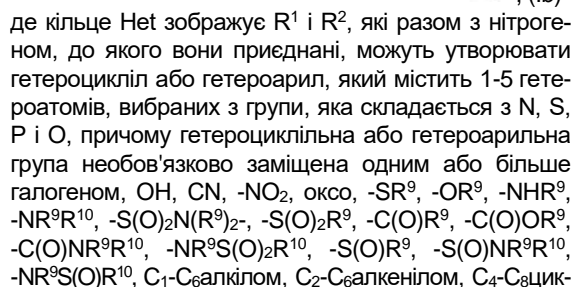 де кільце Het зображує R¹ і R², які разом з нітроге-
ном, до якого вони приєднані, можуть утворювати
гетероцикліл або гетероарил, який містить 1-5 гете-
роатомів, вибраних з групи, яка складається з N, S,
P і O, причому гетероциклільна або гетероарильна
група необов'язково заміщена одним або більше
галогеном, OH, CN, -NO₂, оксо, -SR⁹, -OR⁹, -NHR⁹,
-NR⁹R¹⁰, -S(O)₂N(R⁹)₂-, -S(O)₂R⁹, -C(O)R⁹, -C(O)OR⁹,
-C(O)NR⁹R¹⁰, -NR⁹S(O)₂R¹⁰, -S(O)R⁹, -S(O)NR⁹R¹⁰,
-NR⁹S(O)R¹⁰, C₁-C₆алкілом, C₂-C₆алкенілом, C₄-C₈цик-